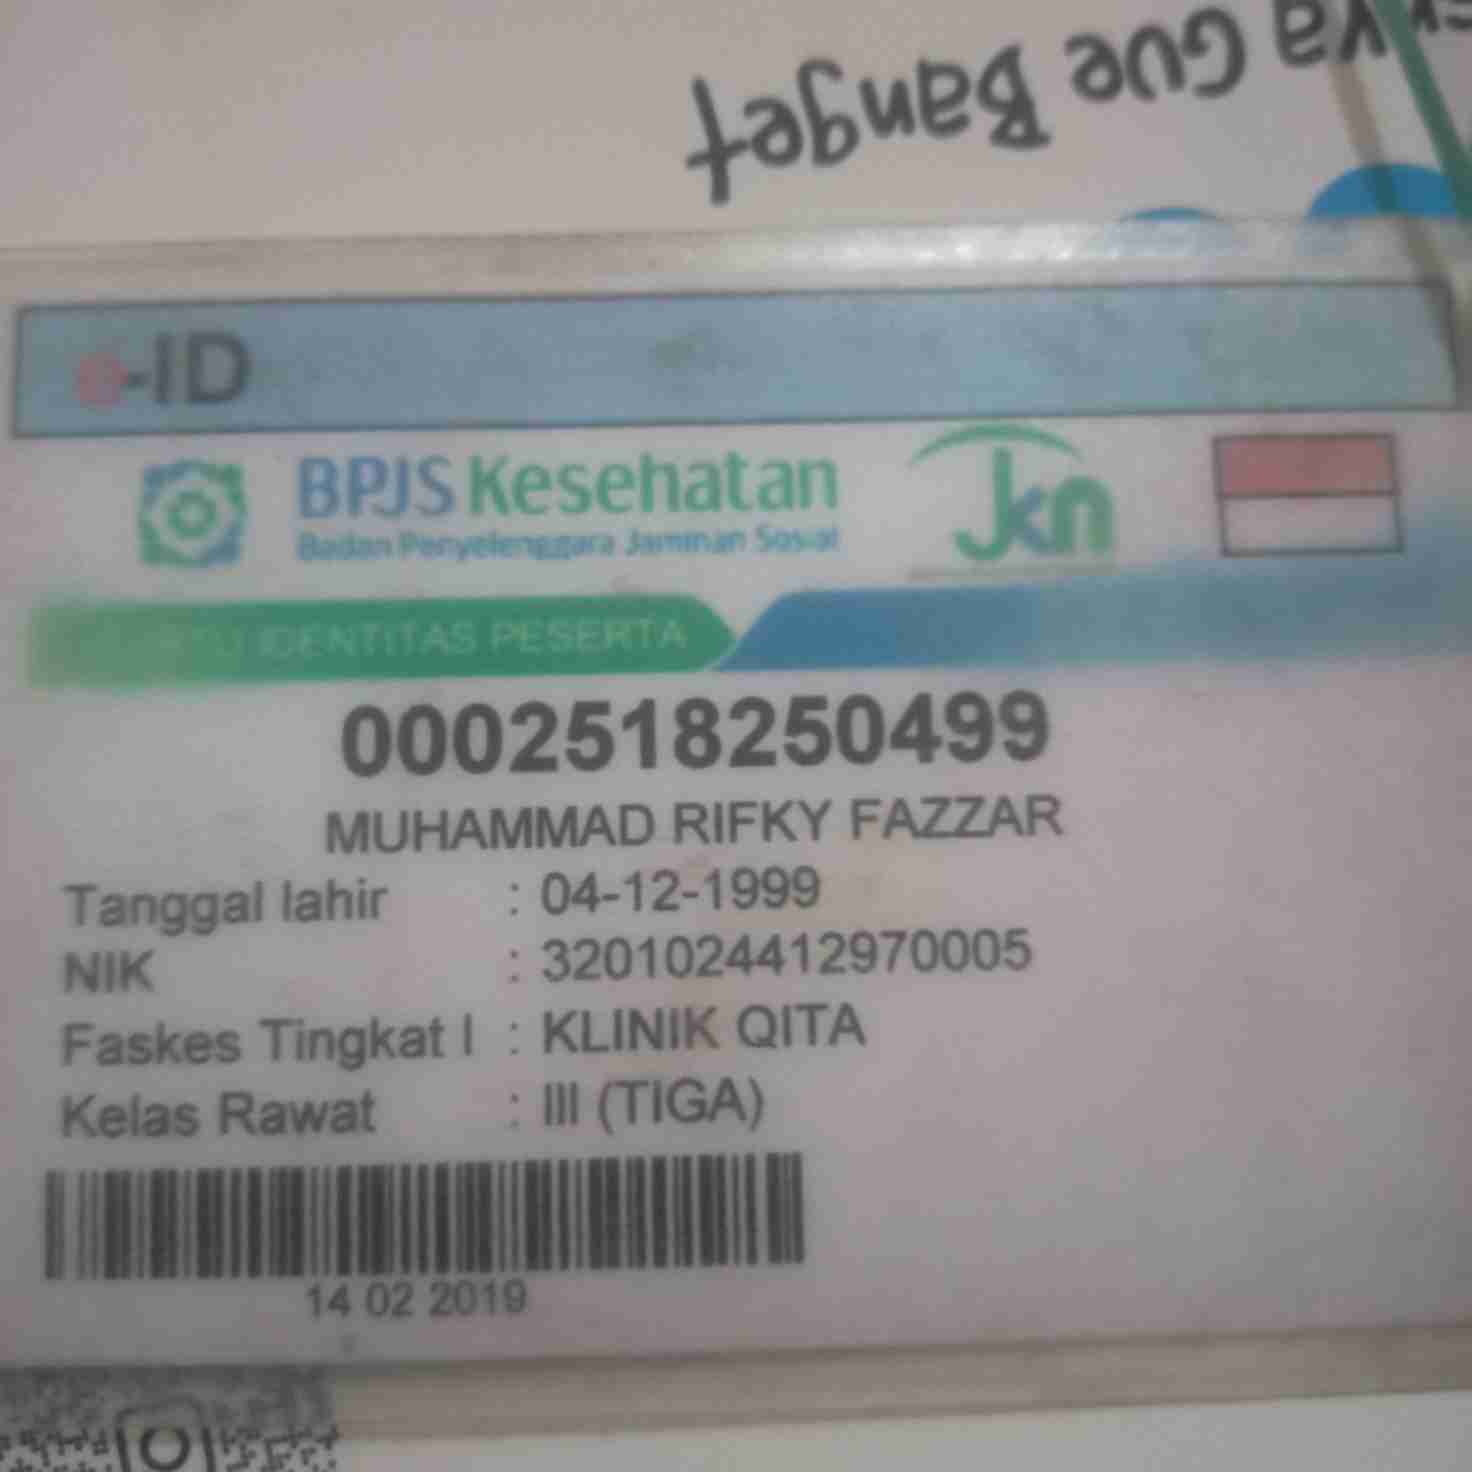 Gue Banget
e-ID
BPJS Kesehatan
Badan Penyelenggara Jaminan Sosial
Jkn
IDENTITAS PESERTA
0002518250499
MUHAMMAD RIFKY FAZZAR
Tanggal lahir : 04-12-1999
NIK : 3201024412970005
Faskes Tingkat I : KLINIK QITA
Kelas Rawat : III (TIGA)
14 02 2019